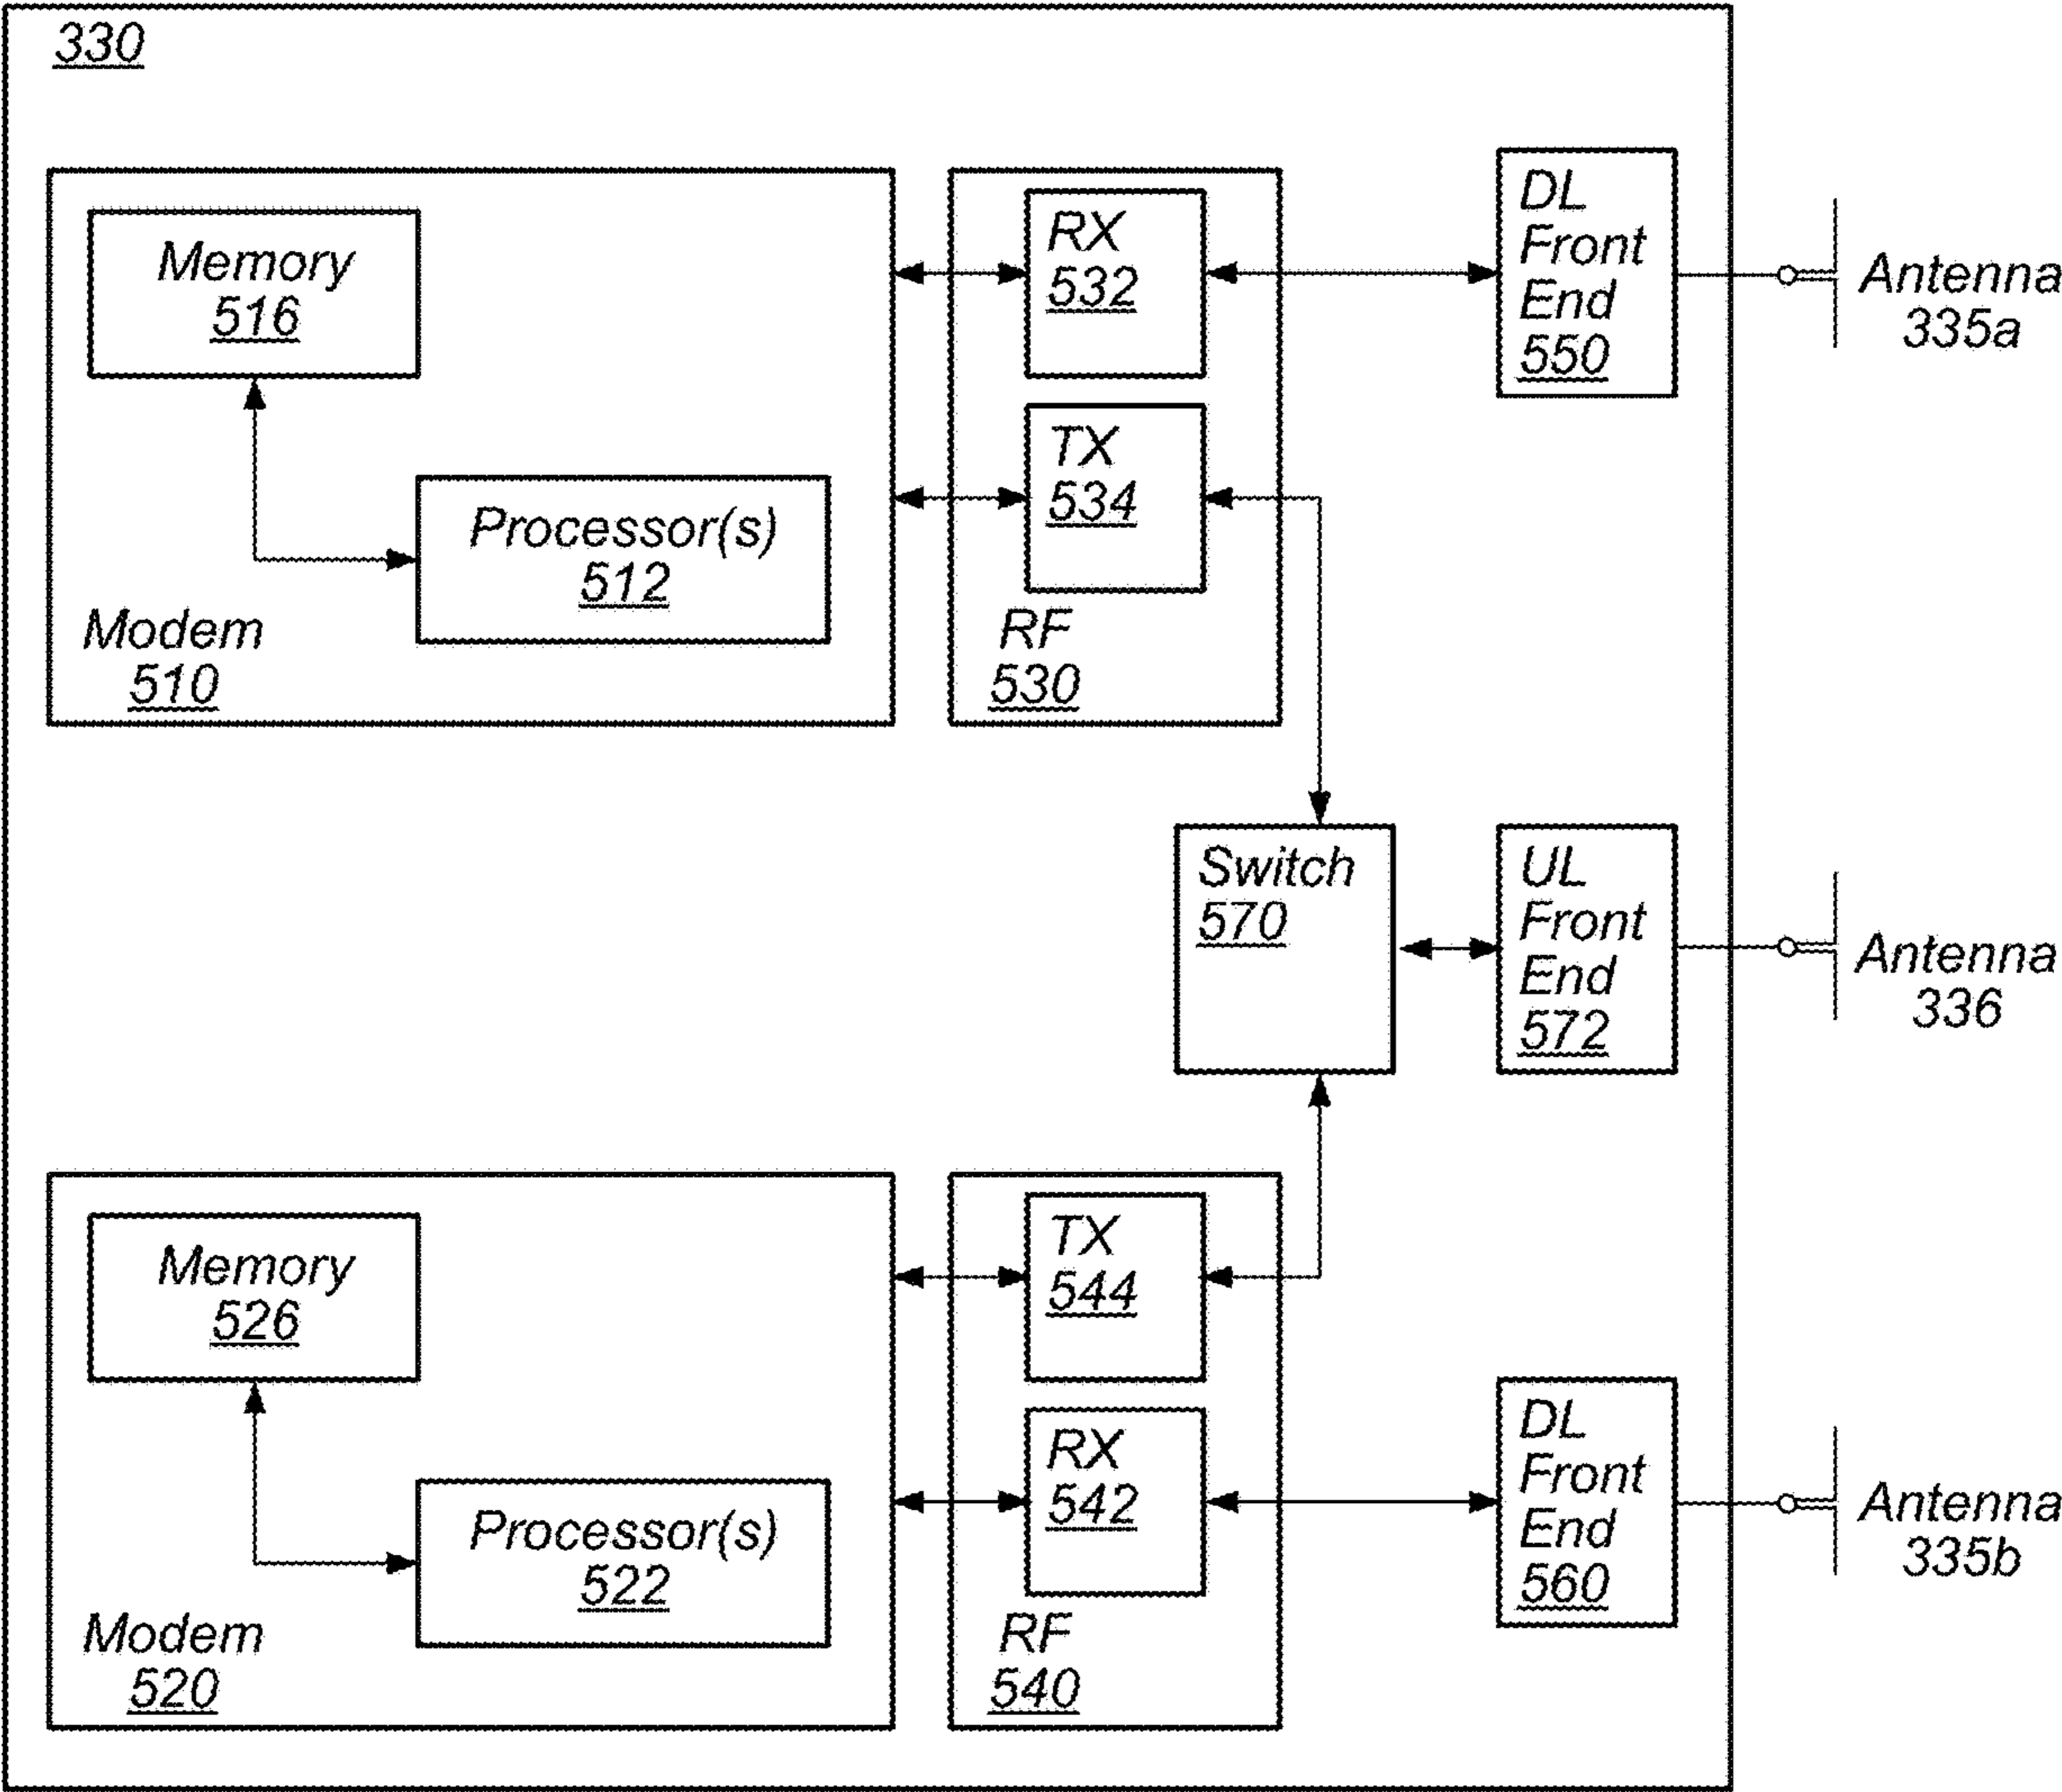 330
Memory
516
Processor(s)
512
Modem
510
RX
532
TX
534
RF
530
DL
Front
End
550
Antenna
335a
Switch
570
UL
Front
End
572
Antenna
336
Memory
526
Processor(s)
522
Modem
520
TX
544
RX
542
RF
540
DL
Front
End
560
Antenna
335b